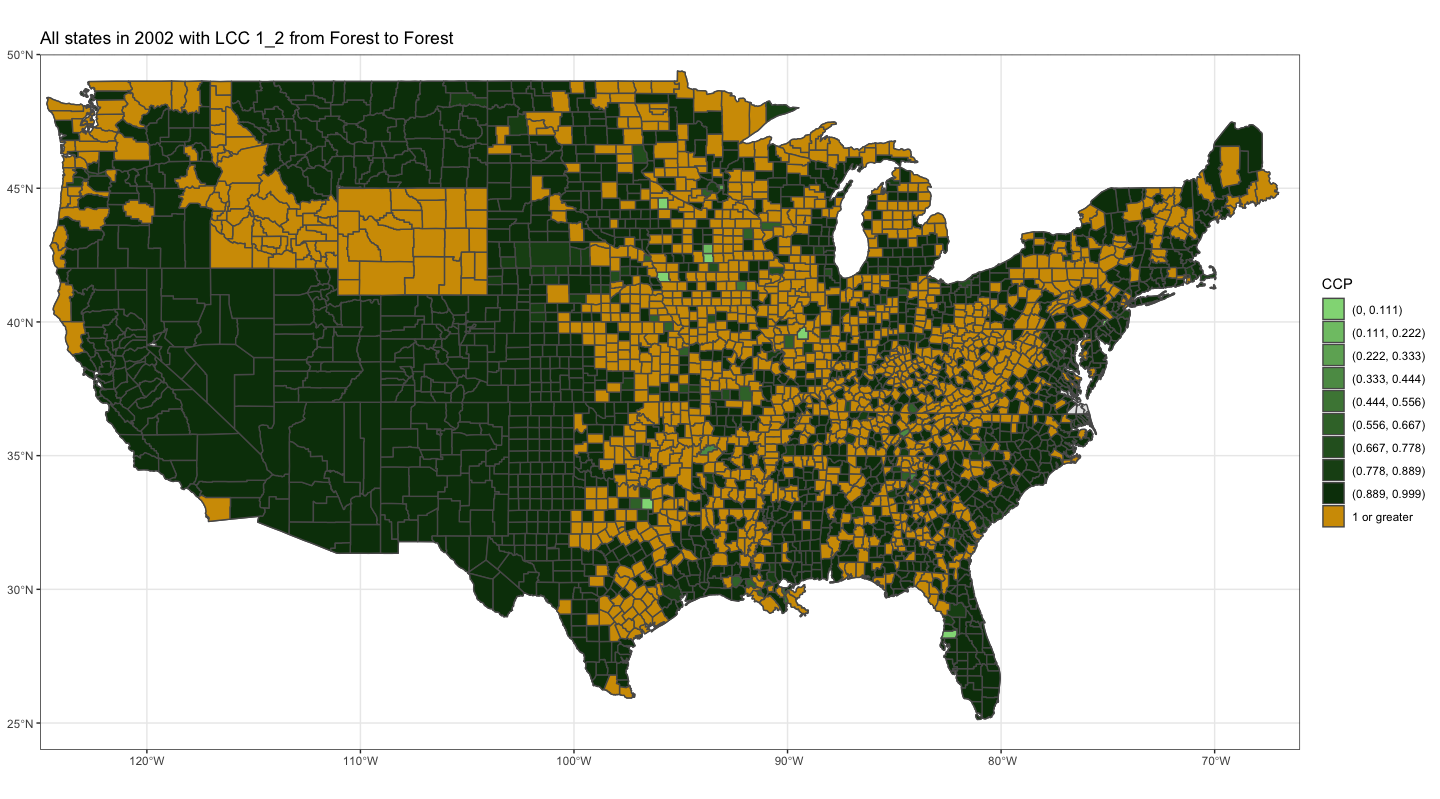 All states in 2002 with LCC 1_2 from Forest to Forest
50°N
45°N
40°N
35°N
30°N
25°N
120°W
110°W
100°W
90°W
80°W
70°W
CCP
(0, 0.111)
(0.111, 0.222)
(0.222, 0.333)
(0.333, 0.444)
(0.444, 0.556)
(0.556, 0.667)
(0.667, 0.778)
(0.778, 0.889)
(0.889, 0.999)
1 or greater